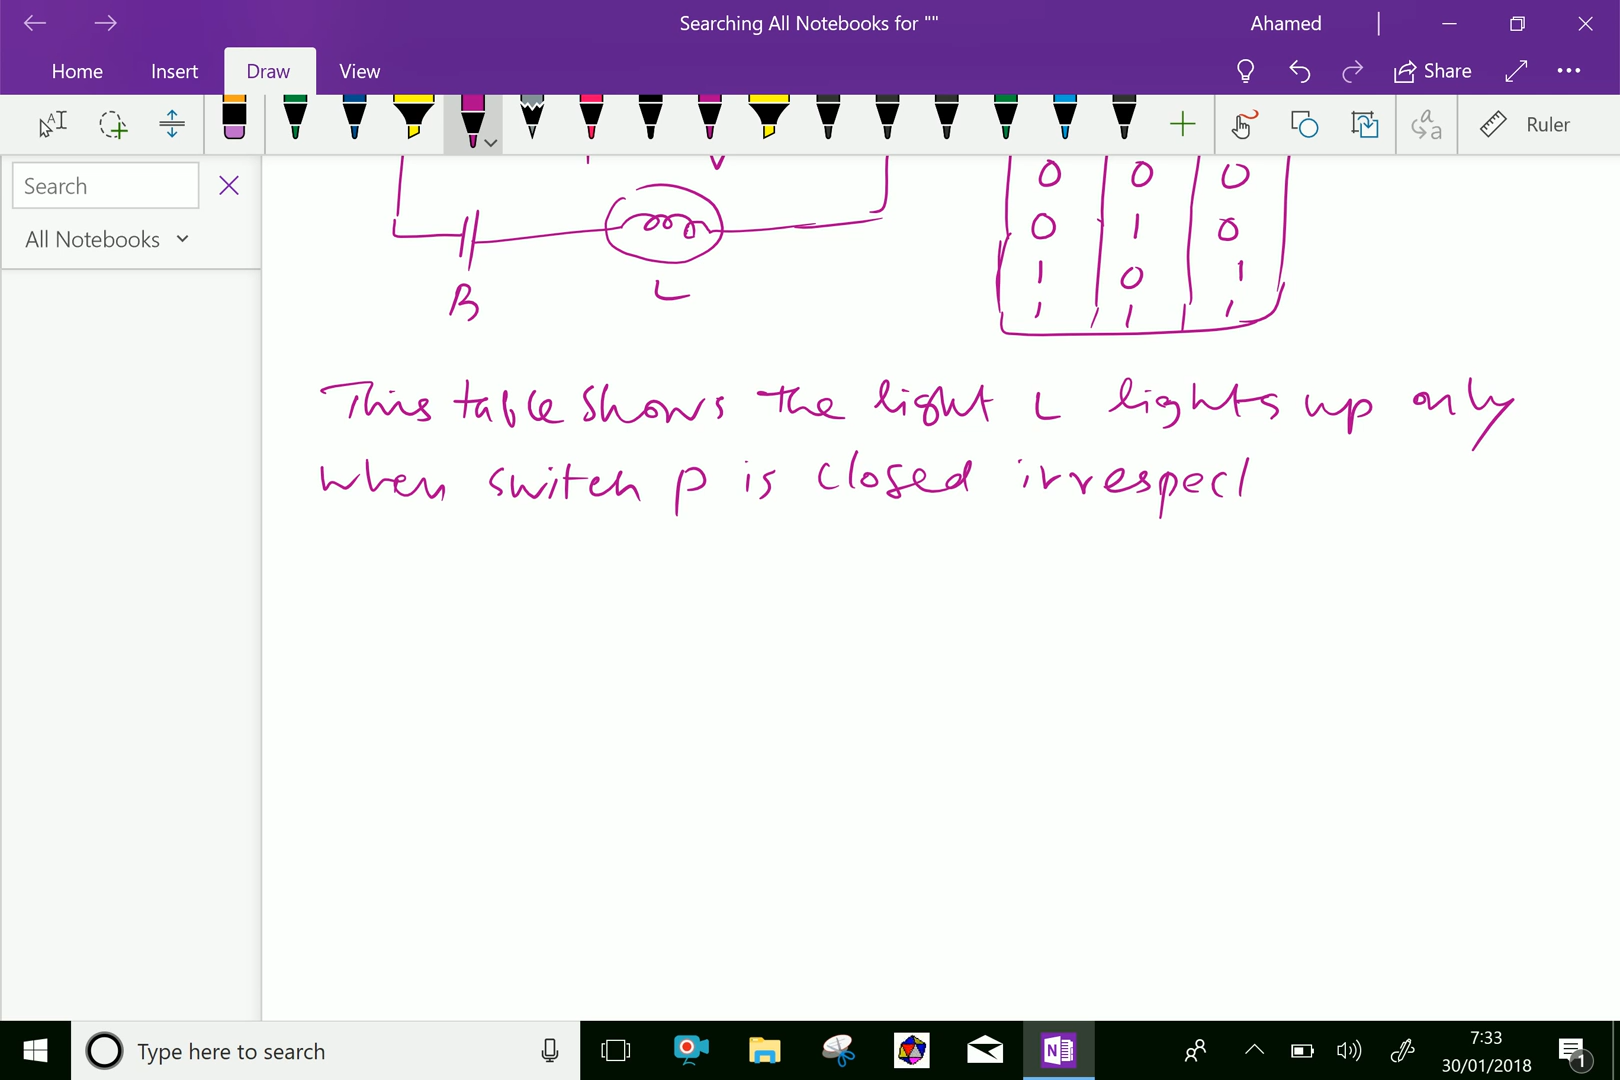 Searching All Notebooks for ""
Ahamed
Home Insert Draw View
Share
Ruler
Search
All Notebooks
0 0 0
0 1 0
1 0 1
1 1 1
B
L
This table shows the light L lights up only
when switch p is closed irrespect
Type here to search
7:33
30/01/2018
1